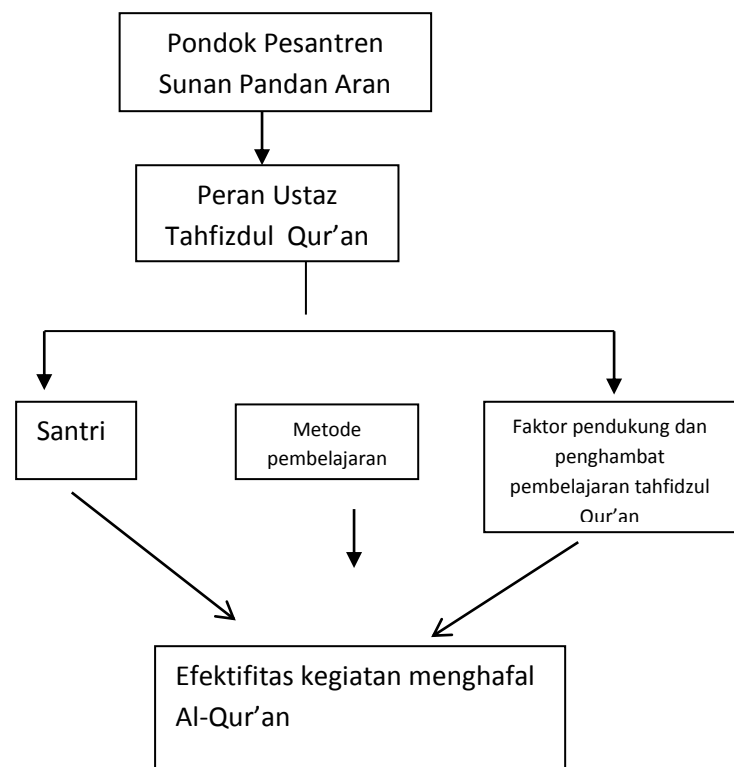 Pondok Pesantren
Sunan Pandan Aran
Peran Ustaz
Tahfizdul Qur’an
Santri
Metode
pembelajaran
Faktor pendukung dan
penghambat
pembelajaran tahfidzul
Qur’an
Efektifitas kegiatan menghafal
Al-Qur’an